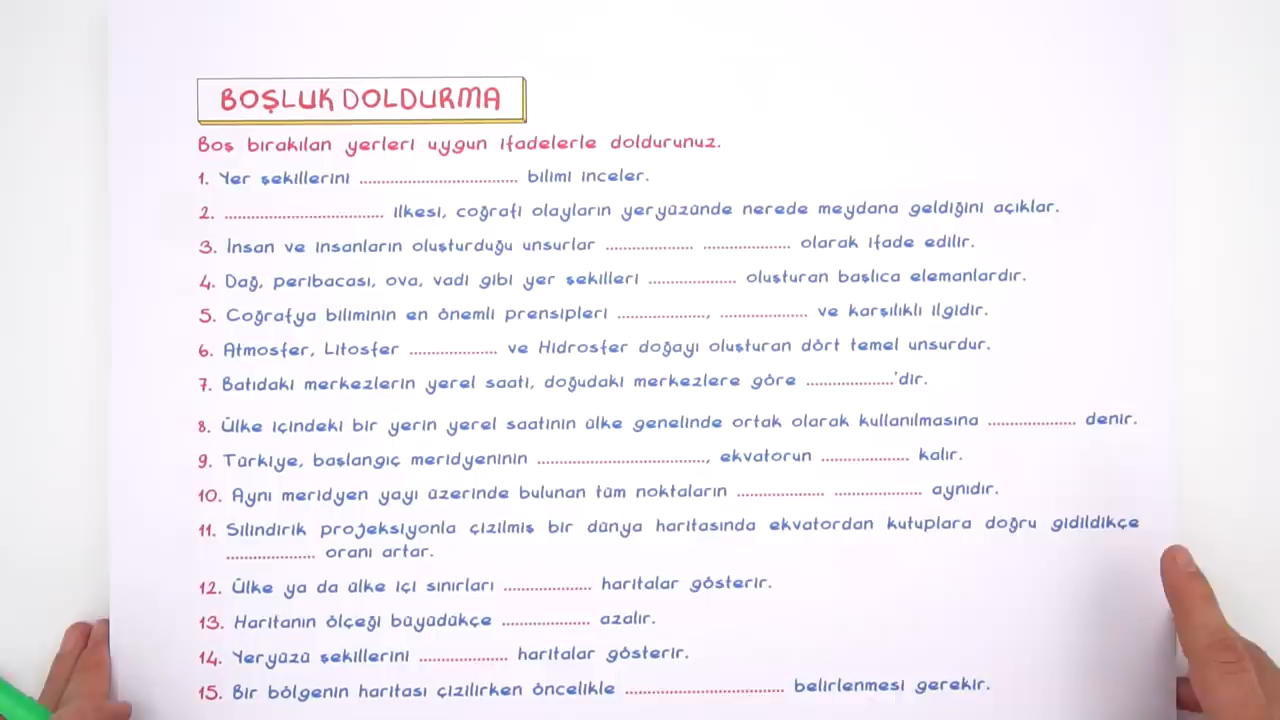 BOŞLUK DOLDURMA
Boş bırakılan yerleri uygun ifadelerle doldurunuz.
1. Yer şekillerini ........................................ bilimi inceler.
2. ........................................ ilkesi, coğrafi olayların yeryüzünde nerede meydana geldiğini açıklar.
3. İnsan ve insanların oluşturduğu unsurlar ...................... ...................... olarak ifade edilir.
4. Dağ, peribacası, ova, vadi gibi yer şekilleri ...................... oluşturan başlıca elemanlardır.
5. Coğrafya biliminin en önemli prensipleri ......................, ...................... ve karşılıklı ilgidir.
6. Atmosfer, Litosfer ...................... ve Hidrosfer doğayı oluşturan dört temel unsurdur.
7. Batıdaki merkezlerin yerel saati, doğudaki merkezlere göre ......................'dir.
8. Ülke içindeki bir yerin yerel saatinin ülke genelinde ortak olarak kullanılmasına ...................... denir.
9. Türkiye, başlangıç meridyeninin ..........................................., ekvatorun ...................... kalır.
10. Aynı meridyen yayı üzerinde bulunan tüm noktaların ...................... ...................... aynıdır.
11. Silindirik projeksiyonla çizilmiş bir dünya haritasında ekvatordan kutuplara doğru gidildikçe
...................... oranı artar.
12. Ülke ya da ülke içi sınırları ...................... haritalar gösterir.
13. Haritanın ölçeği büyüdükçe ...................... azalır.
14. Yeryüzü şekillerini ...................... haritalar gösterir.
15. Bir bölgenin haritası çizilirken öncelikle ........................................ belirlenmesi gerekir.